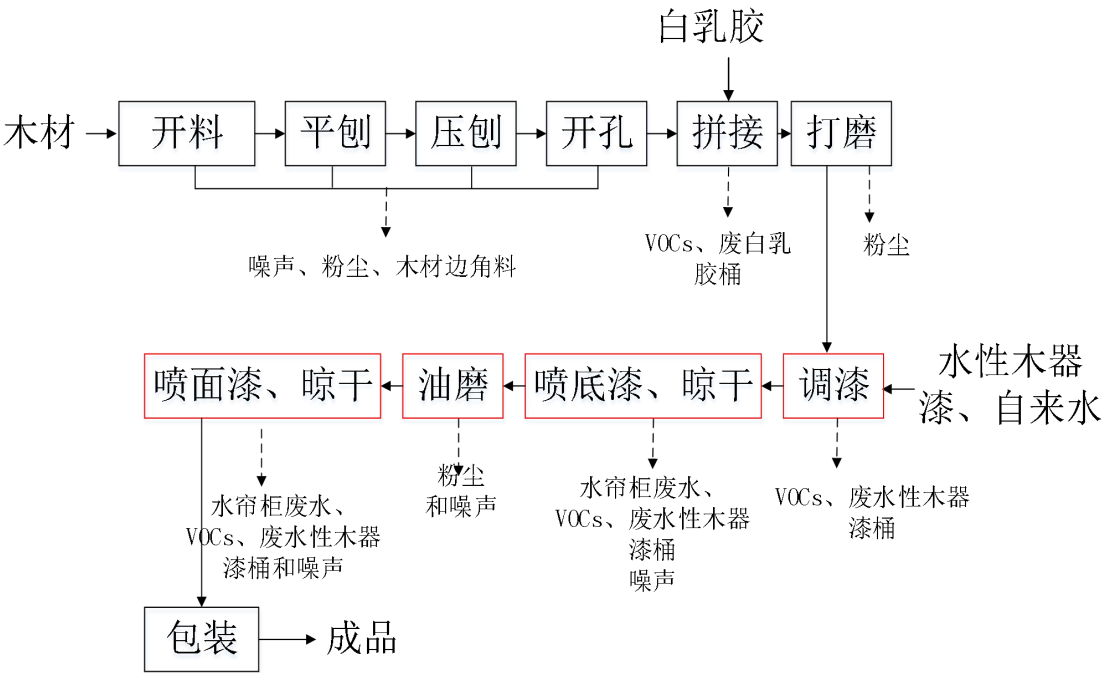 白乳胶
木材
开料
平刨
压刨
开孔
拼接
打磨
噪声、粉尘、木材边角料
VOCs、废白乳
胶桶
粉尘
喷面漆、晾干
油磨
喷底漆、晾干
调漆
水性木器
漆、自来水
水帘柜废水、
VOCs、废水性木器
漆桶和噪声
粉尘
和噪声
水帘柜废水、
VOCs、废水性木器
漆桶
噪声
VOCs、废水性木器
漆桶
包装
成品